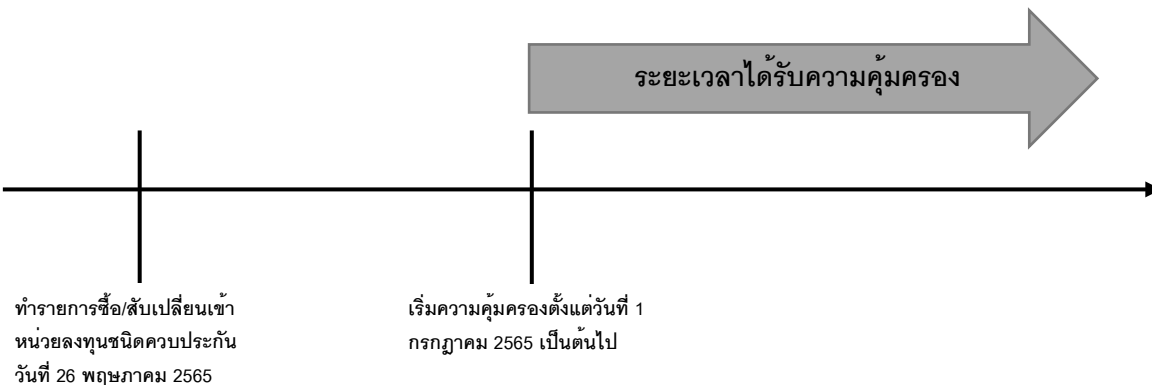 ระยะเวลาได้รับความคุ้มครอง
ทำรายการซื้อ/สับเปลี่ยนเข้า
หน่วยลงทุนชนิดควบประกัน
วันที่ 26 พฤษภาคม 2565
เริ่มความคุ้มครองตั้งแต่วันที่ 1
กรกฎาคม 2565 เป็นต้นไป